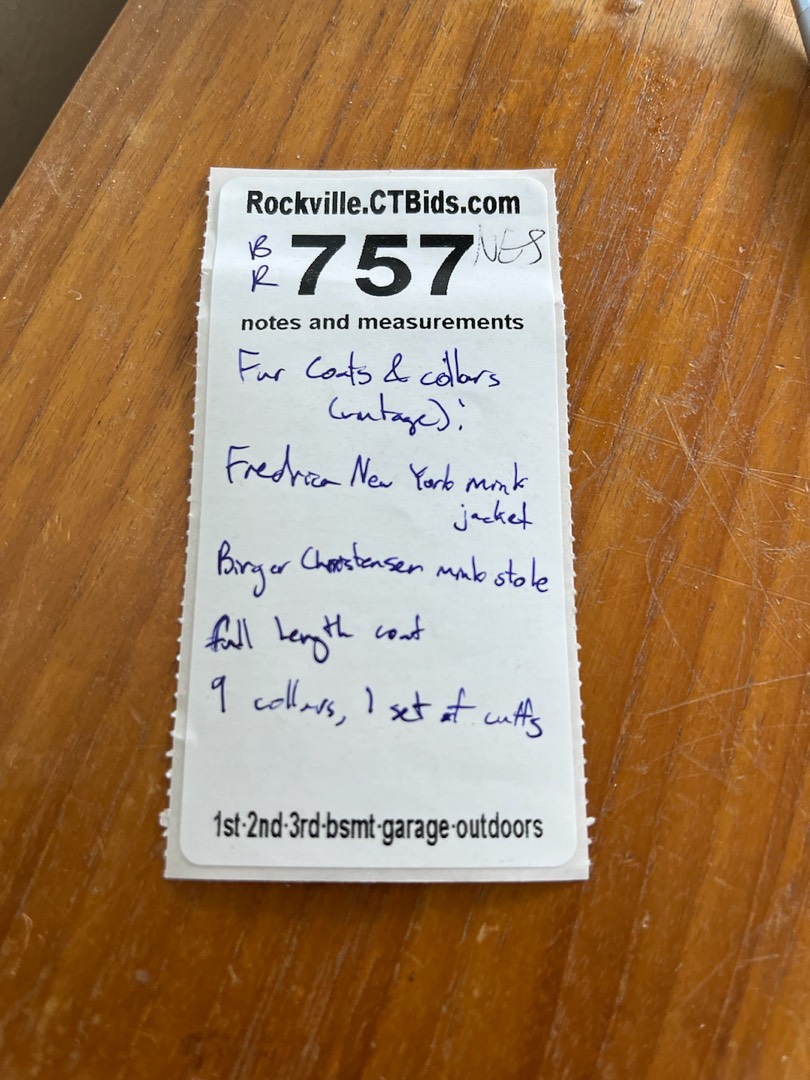 Rockville.CTBids.com
B R 757 NES
notes and measurements
Fur Coats & collars
(vintage):
Fredrica New York mink
jacket
Birger Christensen mink stole
full length coat
9 collars, 1 set of cuffs
1st-2nd-3rd-bsmt-garage-outdoors